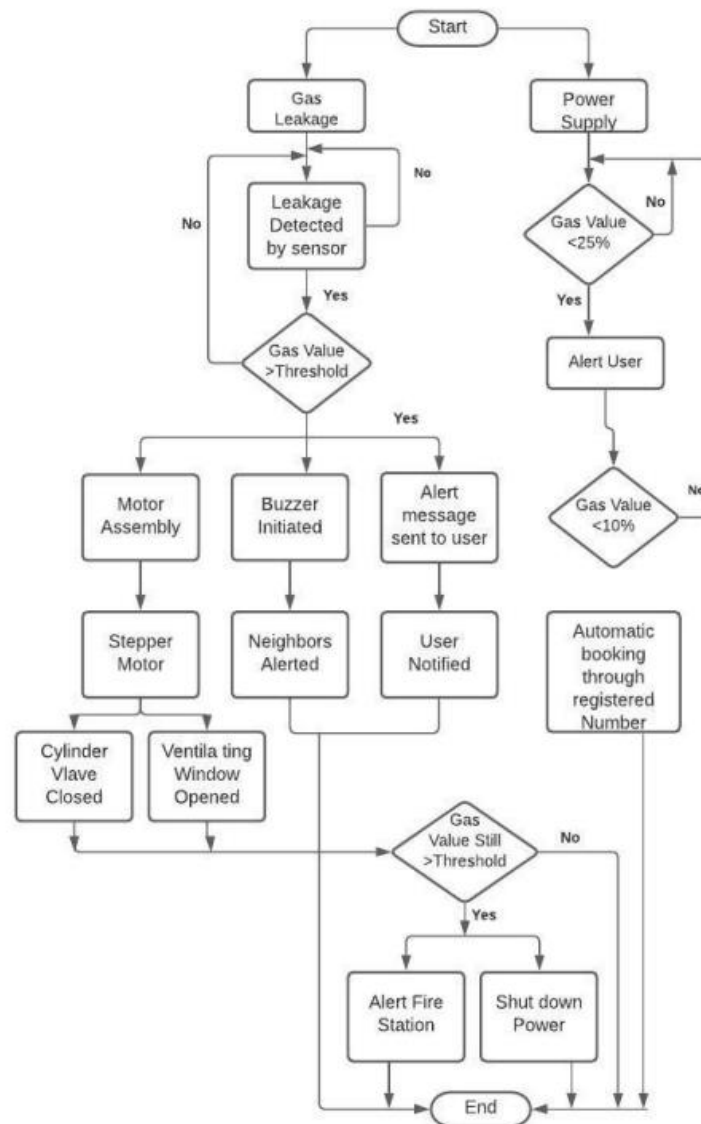 Start
Gas
Leakage
Power
Supply
No
No
Leakage
Detected
by sensor
No
Gas Value
<25%
Yes
Yes
Gas Value
>Threshold
Alert User
Yes
Motor
Assembly
Buzzer
Initiated
Alert
message
sent to user
Gas Value
<10%
No
Stepper
Motor
Neighbors
Alerted
User
Notified
Automatic
booking
through
registered
Number
Cylinder
Vlave
Closed
Ventila ting
Window
Opened
Gas
Value Still
>Threshold
No
Yes
Alert Fire
Station
Shut down
Power
End